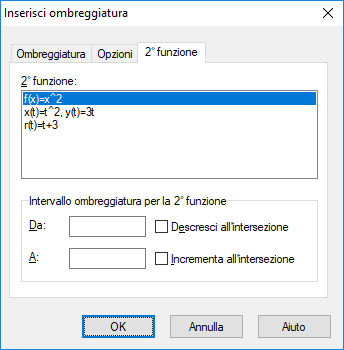 Inserisci ombreggiatura
Ombreggiatura Opzioni 2° funzione
2° funzione:
f(x)=x^2
x(t)=t^2, y(t)=3t
r(t)=t+3
Intervallo ombreggiatura per la 2° funzione
Da: Descresci all'intersezione
A: Incrementa all'intersezione
OK Annulla Aiuto